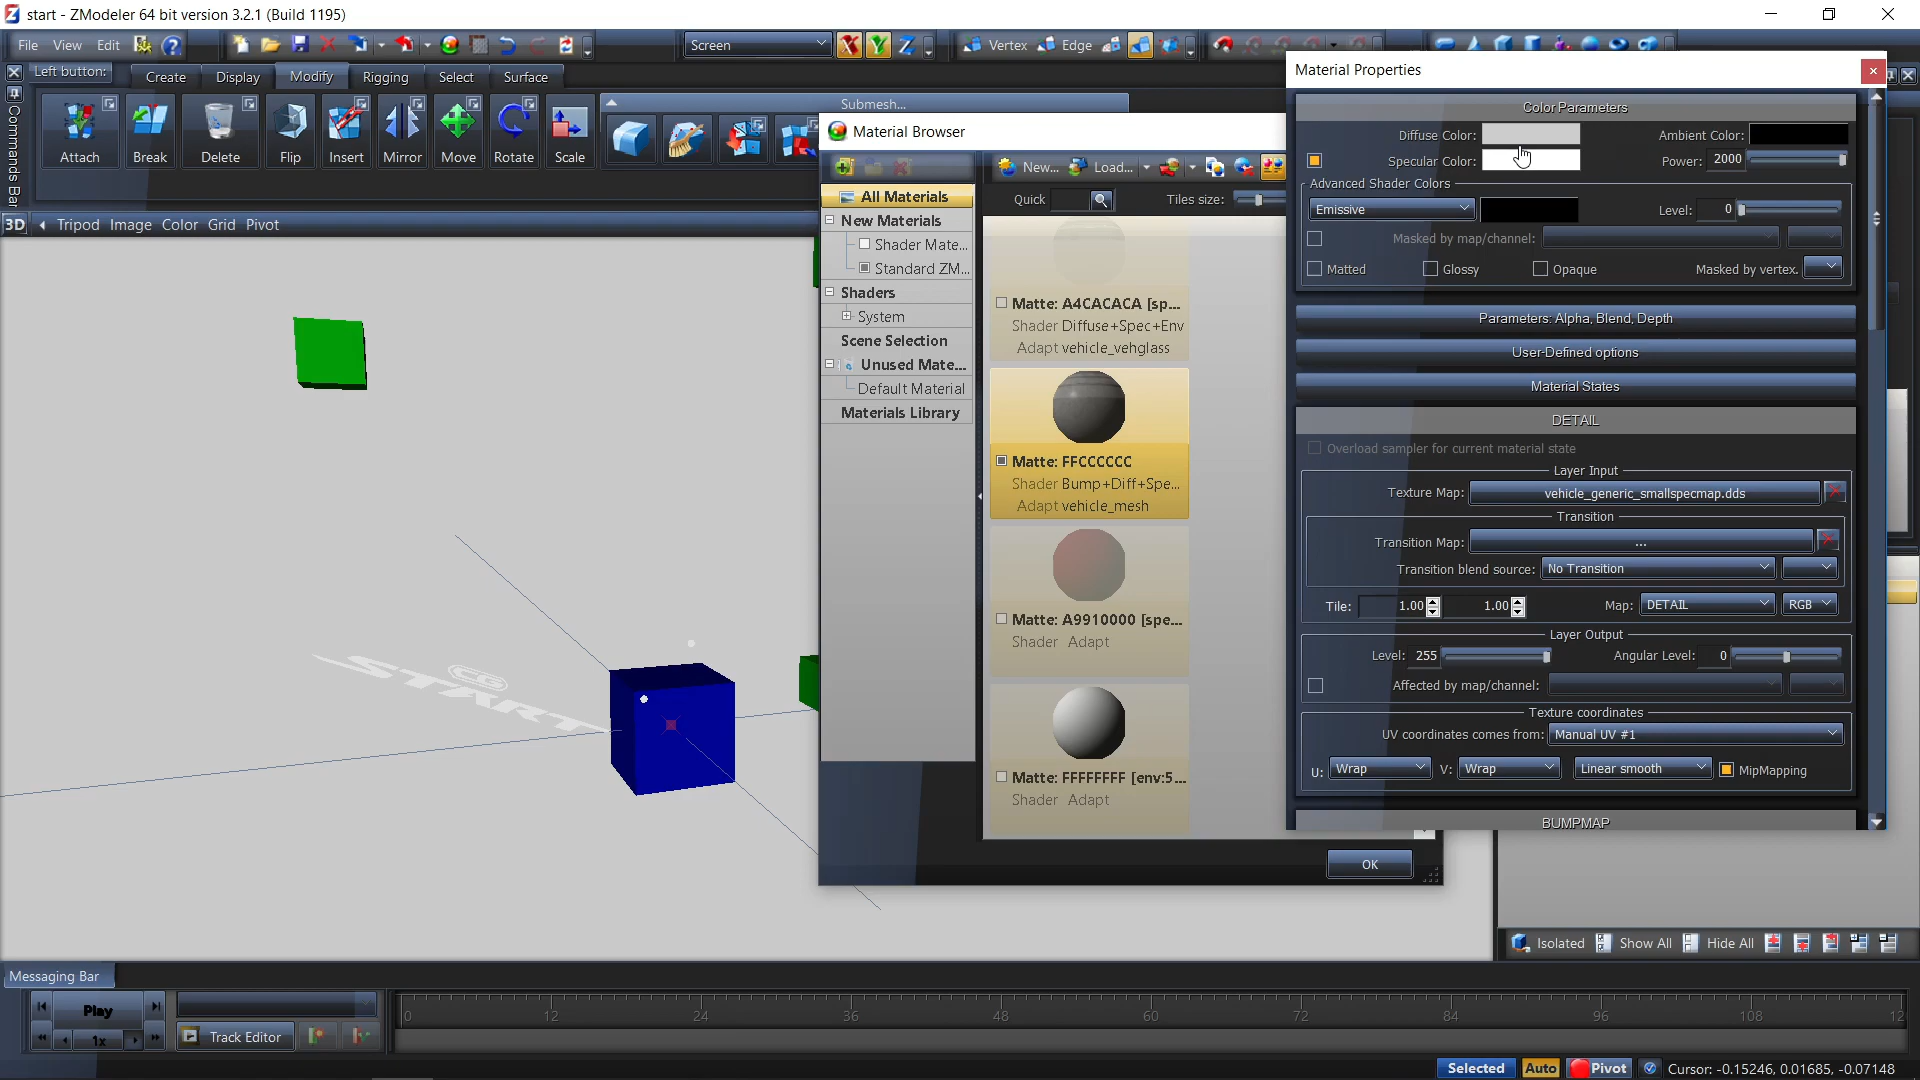 start - ZModeler 64 bit version 3.2.1 (Build 1195)
File View Edit
Screen
X Y Z
Vertex Edge
Left button:
Create Display Modify Rigging Select Surface
Commands Bar
Attach Break Delete Flip Insert Mirror Move Rotate Scale
Submesh...
3D Tripod Image Color Grid Pivot
CG
START
Material Browser
New... Load...
All Materials
Quick
Tiles size:
New Materials
Shader Mate...
Standard ZM...
Shaders
System
Scene Selection
Unused Mate...
Default Material
Materials Library
Matte: A4CACACA [sp...
Shader Diffuse+Spec+Env
Adapt vehicle_vehglass
Matte: FFCCCCCC
Shader Bump+Diff+Spe...
Adapt vehicle_mesh
Matte: A9910000 [spe...
Shader Adapt
Matte: FFFFFFFF [env:5...
Shader Adapt
OK
Material Properties
Color Parameters
Diffuse Color: Ambient Color:
Specular Color: Power: 2000
Advanced Shader Colors
Emissive Level: 0
Masked by map/channel:
Matted Glossy Opaque Masked by vertex.
Parameters: Alpha, Blend, Depth
User-Defined options
Material States
DETAIL
Overload sampler for current material state
Layer Input
Texture Map: vehicle_generic_smallspecmap.dds
Transition
Transition Map: ...
Transition blend source: No Transition
Tile: 1.00 1.00 Map: DETAIL RGB
Layer Output
Level: 255 Angular Level: 0
Affected by map/channel:
Texture coordinates
UV coordinates comes from: Manual UV #1
U: Wrap V: Wrap Linear smooth MipMapping
BUMPMAP
Isolated Show All Hide All
Messaging Bar
Play
1x
Track Editor
0 12 24 36 48 60 72 84 96 108 12
Selected Auto Pivot Cursor: -0.15246, 0.01685, -0.07148